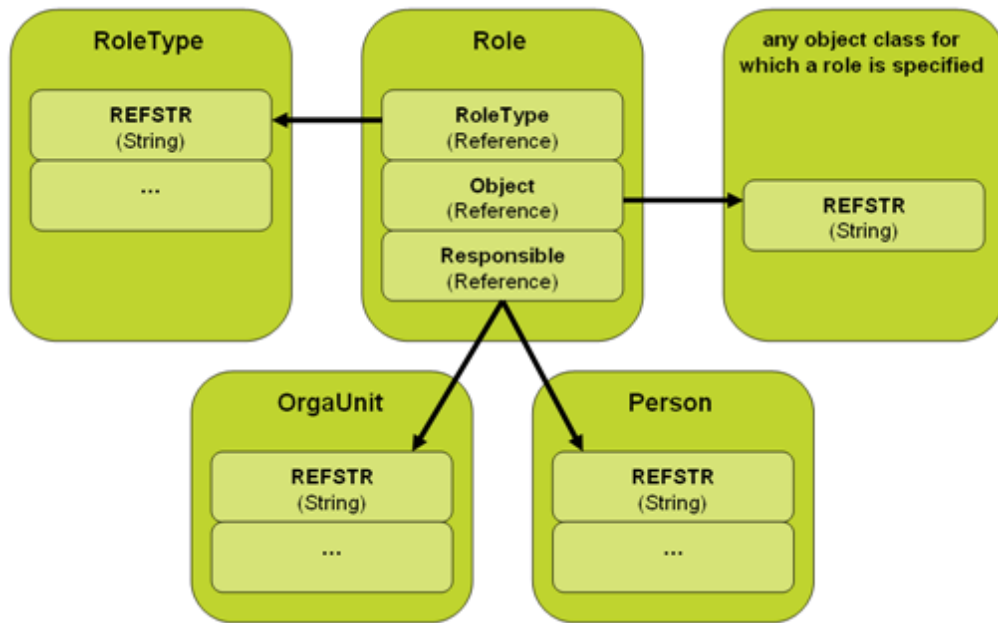 RoleType
REFSTR
(String)
...
Role
RoleType
(Reference)
Object
(Reference)
Responsible
(Reference)
any object class for
which a role is specified
REFSTR
(String)
OrgaUnit
REFSTR
(String)
...
Person
REFSTR
(String)
...